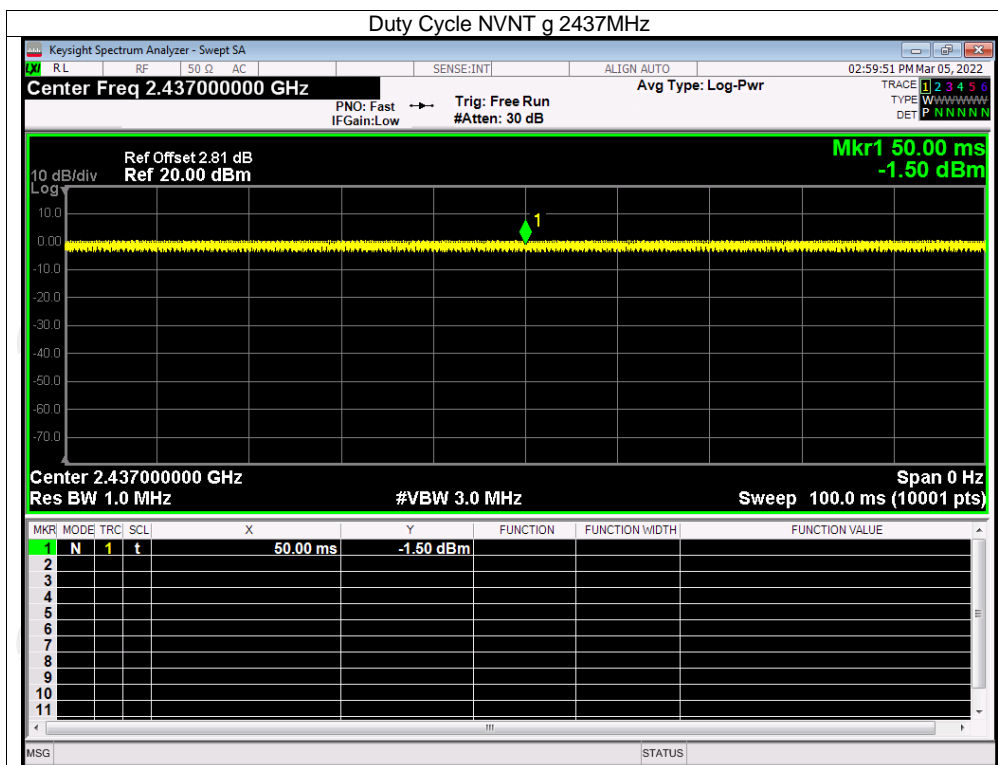 Duty Cycle NVNT g 2437MHz
Keysight Spectrum Analyzer - Swept SA
LXI RL RF 50 Ω AC SENSE:INT ALIGN AUTO 02:59:51 PM Mar 05, 2022
Center Freq 2.437000000 GHz Avg Type: Log-Pwr TRACE 1 2 3 4 5 6
PNO: Fast Trig: Free Run TYPE WWWWWW
IFGain:Low #Atten: 30 dB DET P N N N N N
Mkr1 50.00 ms
Ref Offset 2.81 dB
10 dB/div Ref 20.00 dBm -1.50 dBm
Log
10.0
1
0.00
-10.0
-20.0
-30.0
-40.0
-50.0
-60.0
-70.0
Center 2.437000000 GHz Span 0 Hz
Res BW 1.0 MHz #VBW 3.0 MHz Sweep 100.0 ms (10001 pts)
MKR MODE TRC SCL X Y FUNCTION FUNCTION WIDTH FUNCTION VALUE
1 N 1 t 50.00 ms -1.50 dBm
2
3
4
5
6
7
8
9
10
11
MSG STATUS